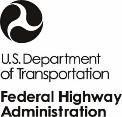 U.S. Department
of Transportation
Federal Highway
Administration